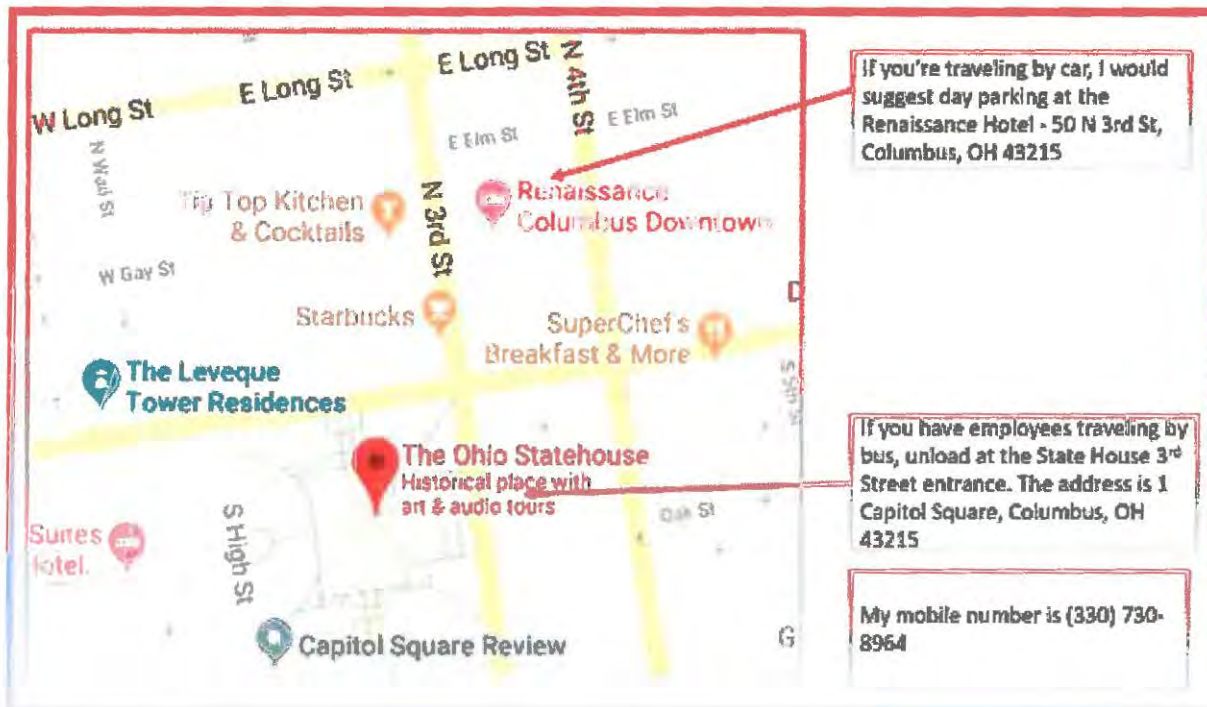 E Long St
E Long St
W Long St
N 4th St
E Elm St
E Elm St
N Wall St
Tip Top Kitchen
& Cocktails
N 3rd St
Renaissance
Columbus Downtown
W Gay St
Starbucks
SuperChef's
Breakfast & More
D
The Leveque
Tower Residences
S 5th St
The Ohio Statehouse
Historical place with
art & audio tours
Oak St
Suites
S High St
Capitol Square Review
G
If you're traveling by car, I would
suggest day parking at the
Renaissance Hotel - 50 N 3rd St,
Columbus, OH 43215
If you have employees traveling by
bus, unload at the State House 3rd
Street entrance. The address is 1
Capitol Square, Columbus, OH
43215
My mobile number is (330) 730-
8964